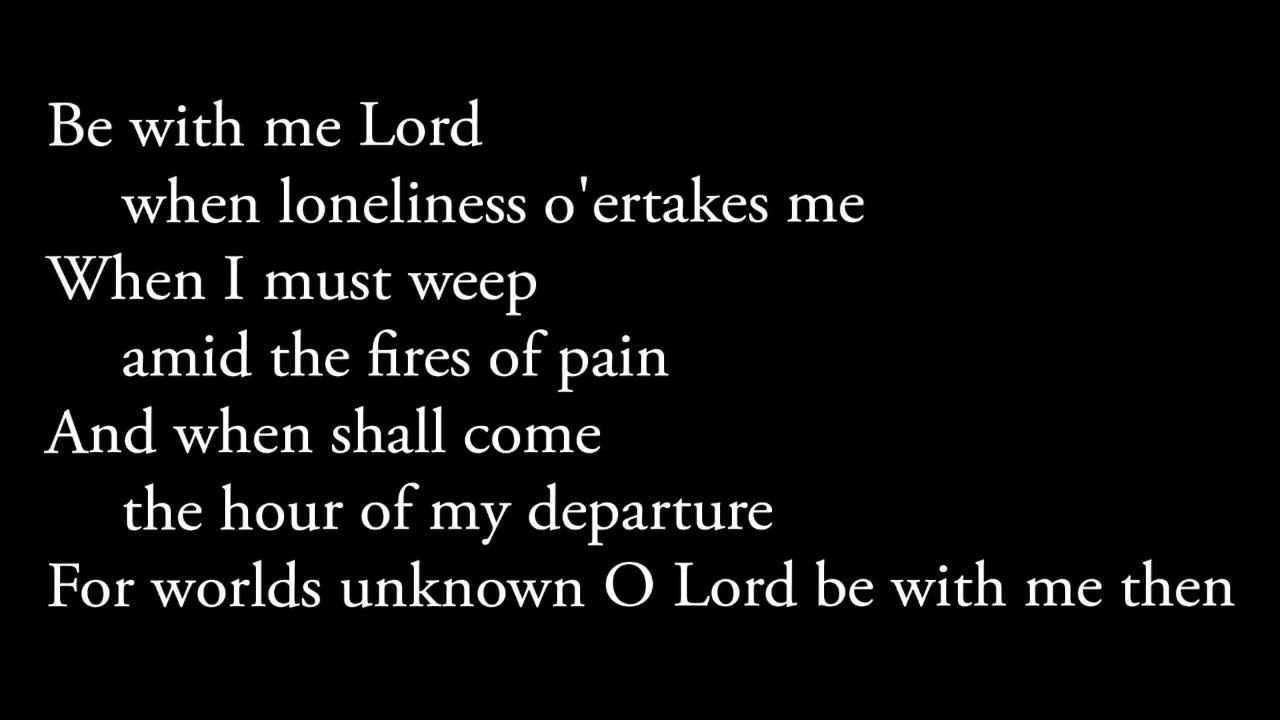 Be with me Lord
when loneliness o'ertakes me
When I must weep
amid the fires of pain
And when shall come
the hour of my departure
For worlds unknown O Lord be with me then